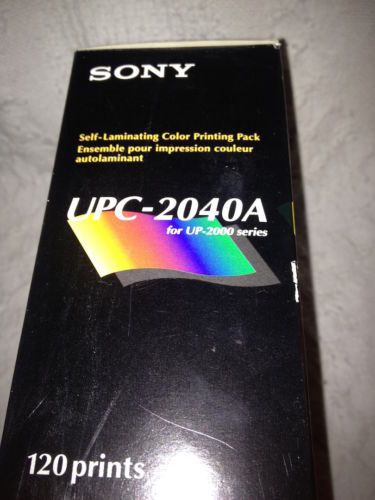 SONY
Self-Laminating Color Printing Pack
Ensemble pour impression couleur
autolaminant
UPC-2040A
for UP-2000 series
120 prints